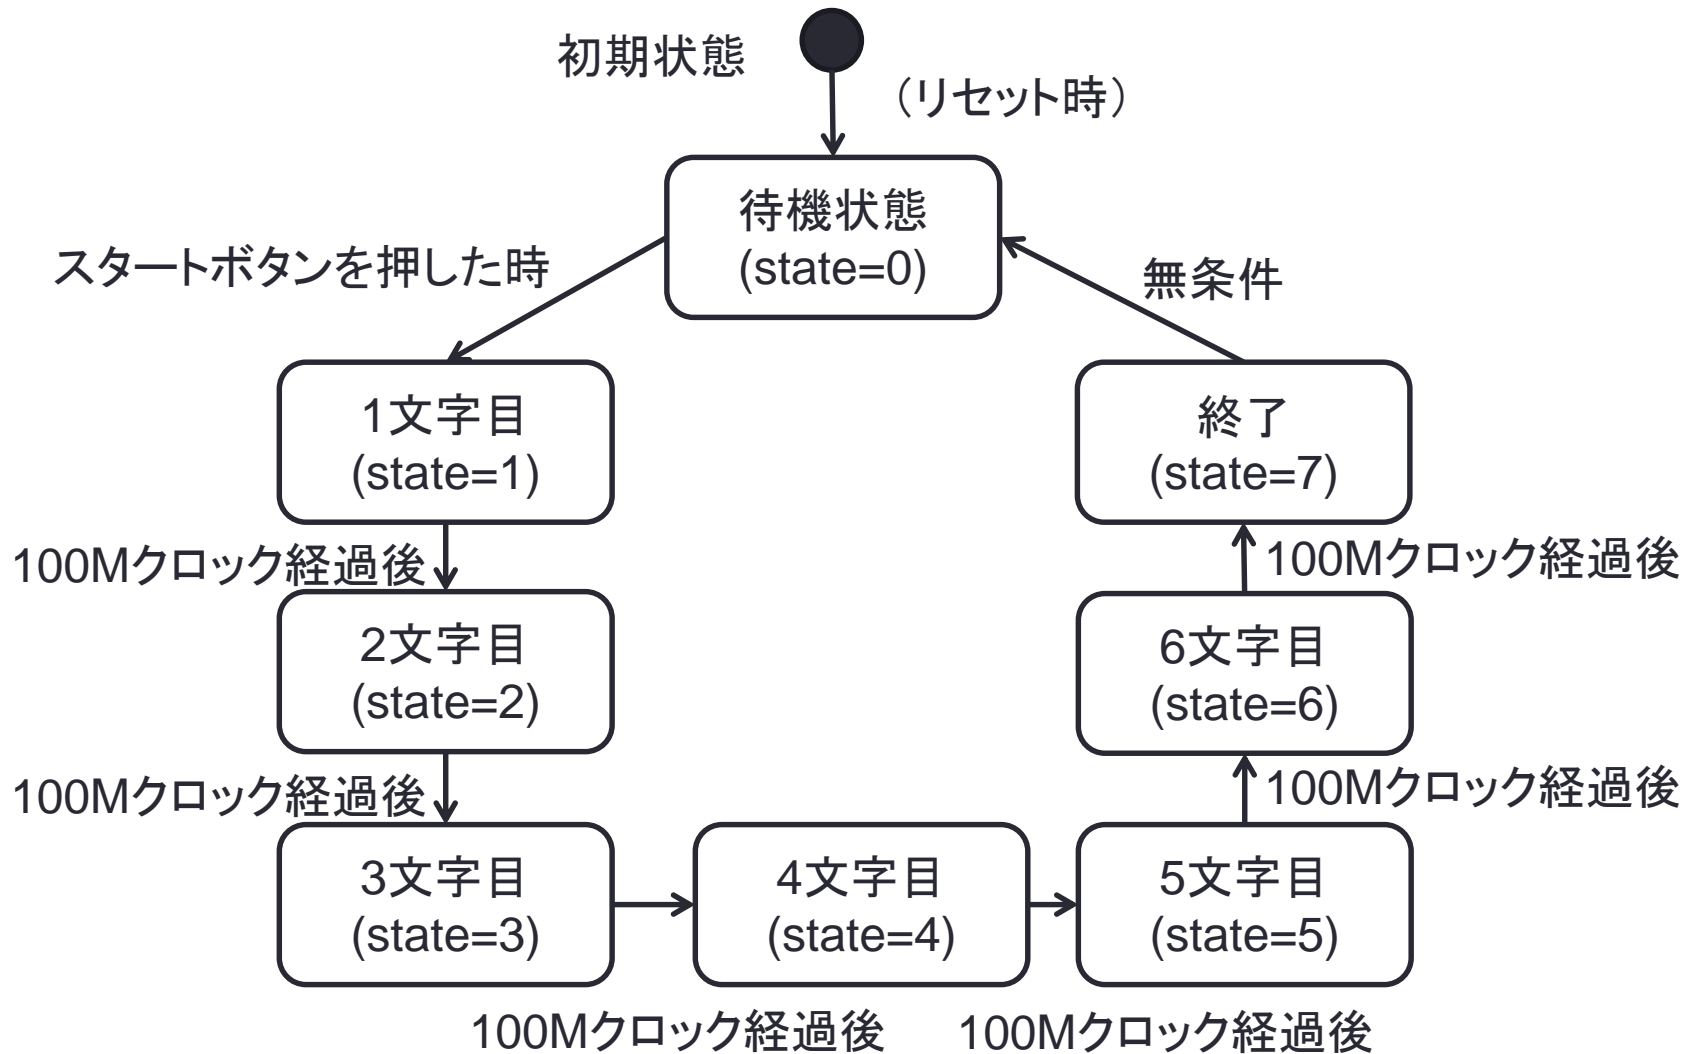 初期状態
（リセット時）
待機状態
(state=0)
スタートボタンを押した時
無条件
1文字目
(state=1)
終了
(state=7)
100Mクロック経過後
100Mクロック経過後
2文字目
(state=2)
6文字目
(state=6)
100Mクロック経過後
100Mクロック経過後
3文字目
(state=3)
4文字目
(state=4)
5文字目
(state=5)
100Mクロック経過後
100Mクロック経過後